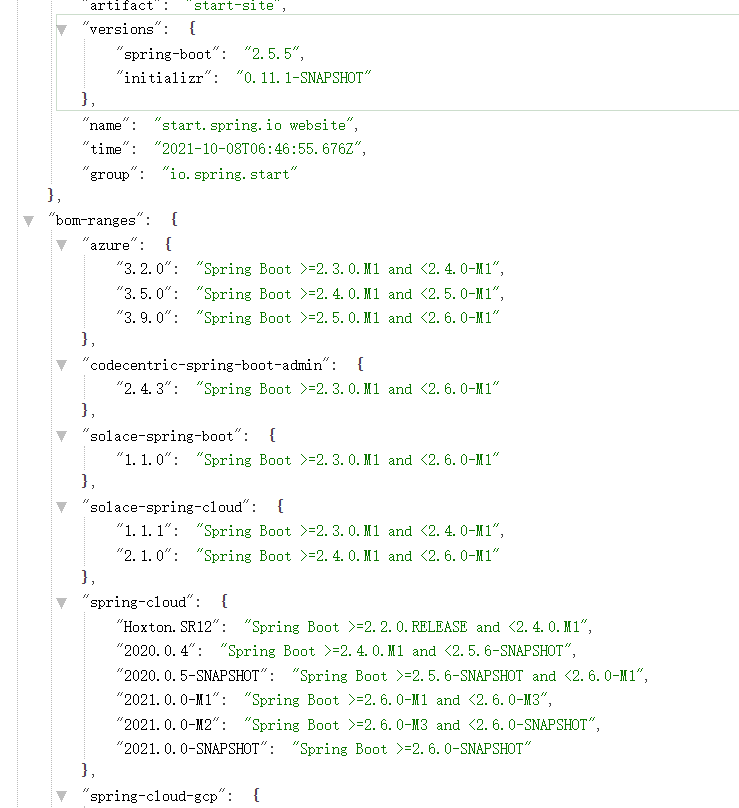 "artifact": "start-site",
"versions": {
"spring-boot": "2.5.5",
"initializr": "0.11.1-SNAPSHOT"
},
"name": "start.spring.io website",
"time": "2021-10-08T06:46:55.676Z",
"group": "io.spring.start"
},
"bom-ranges": {
"azure": {
"3.2.0": "Spring Boot >=2.3.0.M1 and <2.4.0-M1",
"3.5.0": "Spring Boot >=2.4.0.M1 and <2.5.0-M1",
"3.9.0": "Spring Boot >=2.5.0.M1 and <2.6.0-M1"
},
"codecentric-spring-boot-admin": {
"2.4.3": "Spring Boot >=2.3.0.M1 and <2.6.0-M1"
},
"solace-spring-boot": {
"1.1.0": "Spring Boot >=2.3.0.M1 and <2.6.0-M1"
},
"solace-spring-cloud": {
"1.1.1": "Spring Boot >=2.3.0.M1 and <2.4.0-M1",
"2.1.0": "Spring Boot >=2.4.0.M1 and <2.6.0-M1"
},
"spring-cloud": {
"Hoxton.SR12": "Spring Boot >=2.2.0.RELEASE and <2.4.0.M1",
"2020.0.4": "Spring Boot >=2.4.0.M1 and <2.5.6-SNAPSHOT",
"2020.0.5-SNAPSHOT": "Spring Boot >=2.5.6-SNAPSHOT and <2.6.0-M1",
"2021.0.0-M1": "Spring Boot >=2.6.0-M1 and <2.6.0-M3",
"2021.0.0-M2": "Spring Boot >=2.6.0-M3 and <2.6.0-SNAPSHOT",
"2021.0.0-SNAPSHOT": "Spring Boot >=2.6.0-SNAPSHOT"
},
"spring-cloud-gcp": {